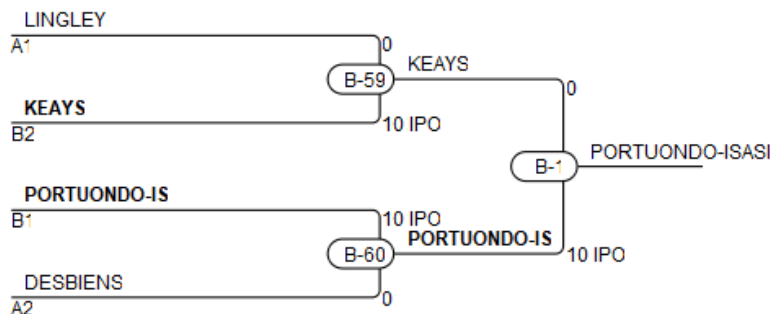 LINGLEY
A1
0
B-59
KEAYS
0
KEAYS
B2
10 IPO
B-1
PORTUONDO-ISASI
PORTUONDO-IS
B1
10 IPO
B-60
PORTUONDO-IS
10 IPO
DESBIENS
A2
0